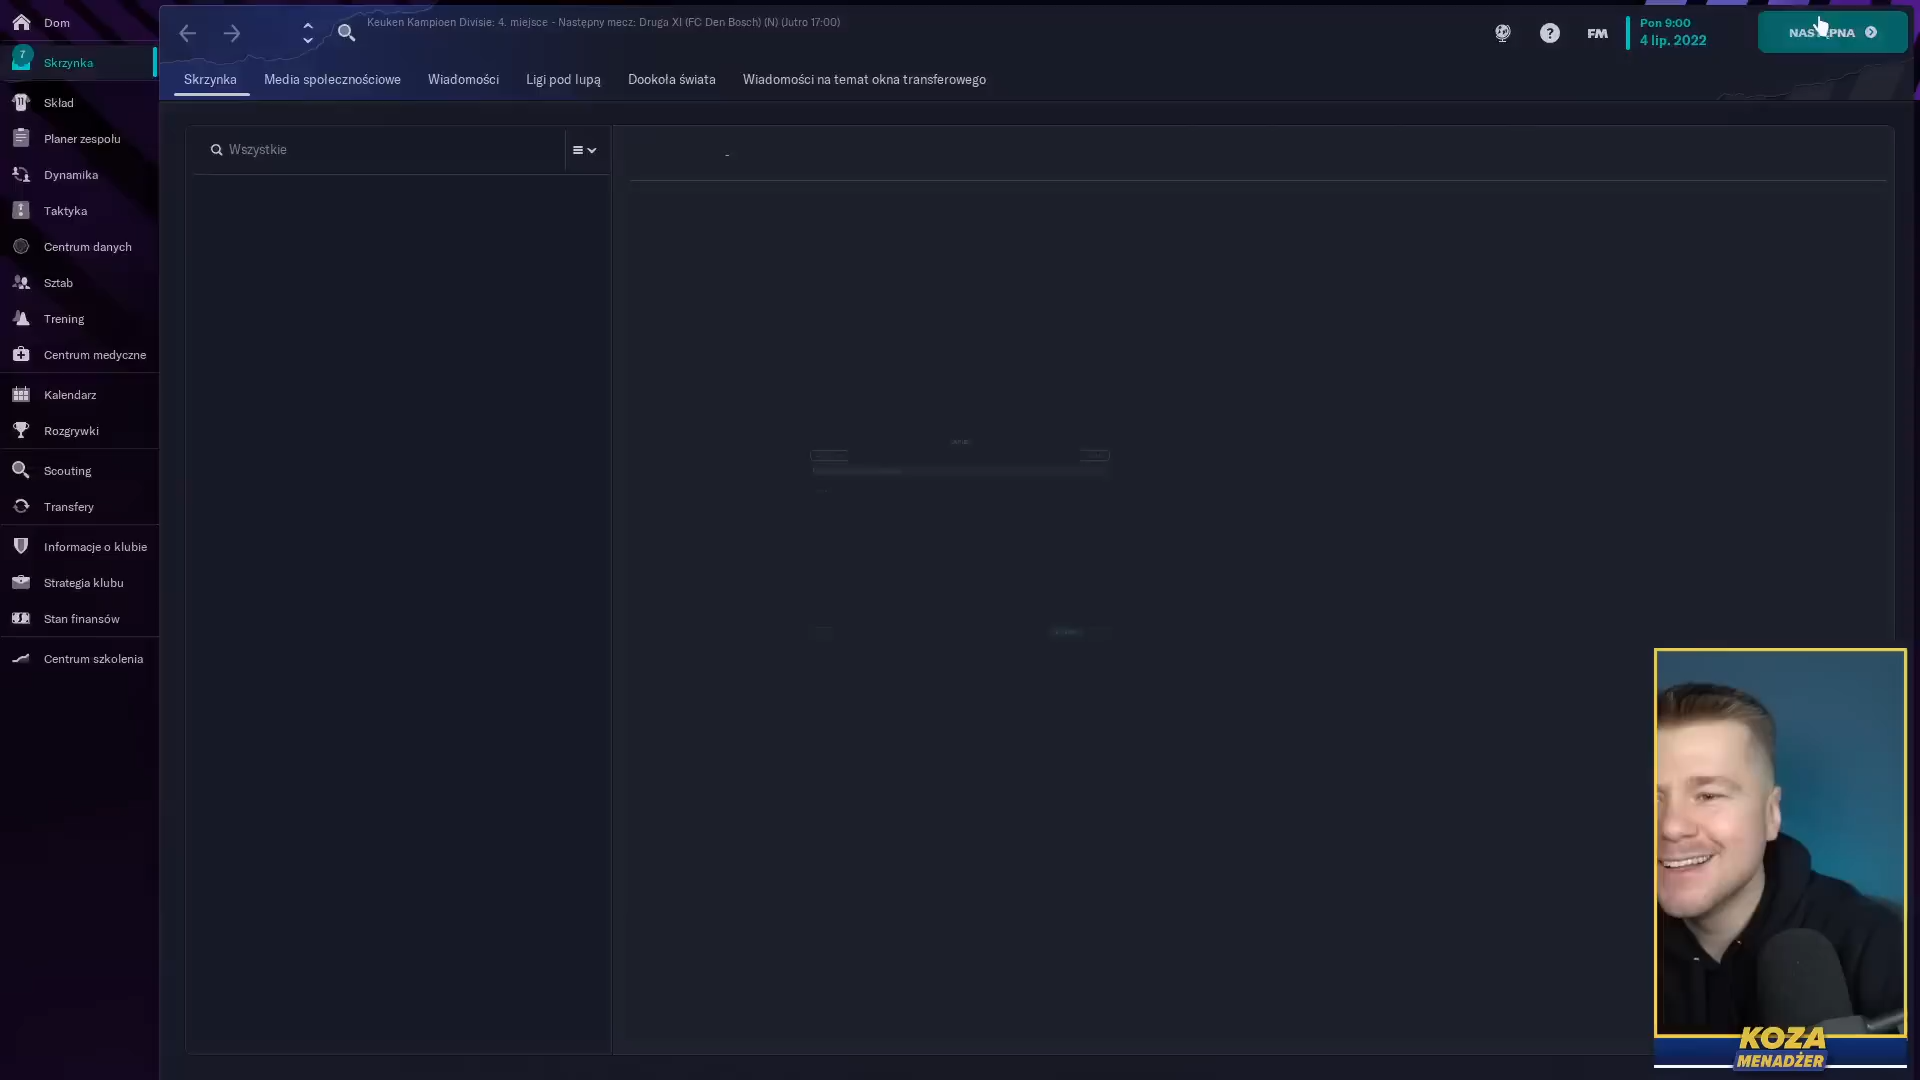 Dom
7
Skrzynka
Skład
Planer zespołu
Dynamika
Taktyka
Centrum danych
Sztab
Trening
Centrum medyczne
Kalendarz
Rozgrywki
Scouting
Transfery
Informacje o klubie
Strategia klubu
Stan finansów
Centrum szkolenia
Keuken Kampioen Divisie: 4. miejsce - Następny mecz: Druga XI (FC Den Bosch) (N) (Jutro 17:00)
FM
Pon 9:00
4 lip. 2022
NASTĘPNA
Skrzynka
Media społecznościowe
Wiadomości
Ligi pod lupą
Dookoła świata
Wiadomości na temat okna transferowego
Wszystkie
-
KOZA
MENADŻER